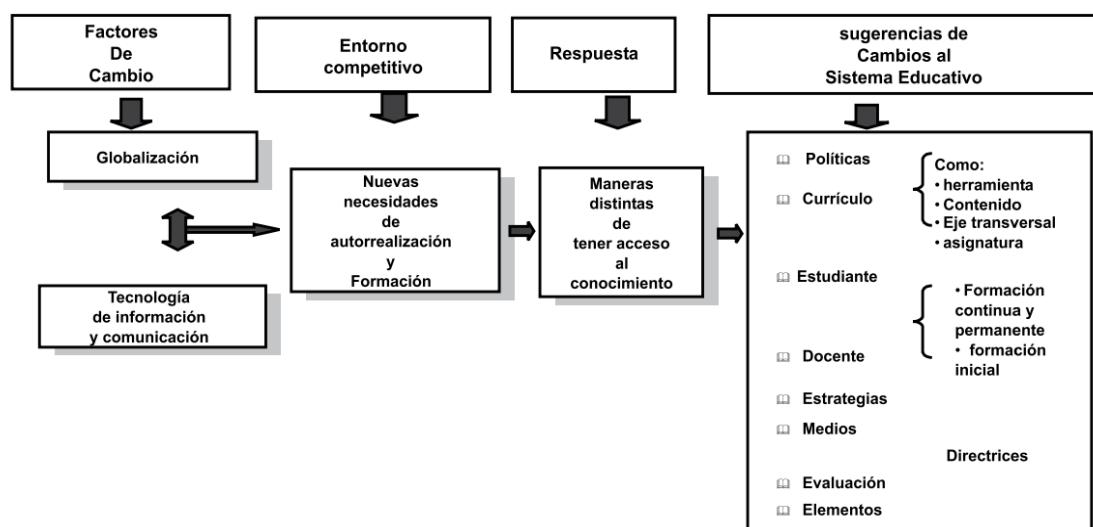 Factores
De
Cambio
Entorno
competitivo
Respuesta
sugerencias de
Cambios al
Sistema Educativo
Globalización
Tecnología
de información
y comunicación
Nuevas
necesidades
de
autorrealización
y
Formación
Maneras
distintas
de
tener acceso
al
conocimiento
Políticas
Currículo
Como:
• herramienta
• Contenido
• Eje transversal
• asignatura
Estudiante
• Formación
continua y
permanente
• formación
inicial
Docente
Estrategias
Medios
Directrices
Evaluación
Elementos